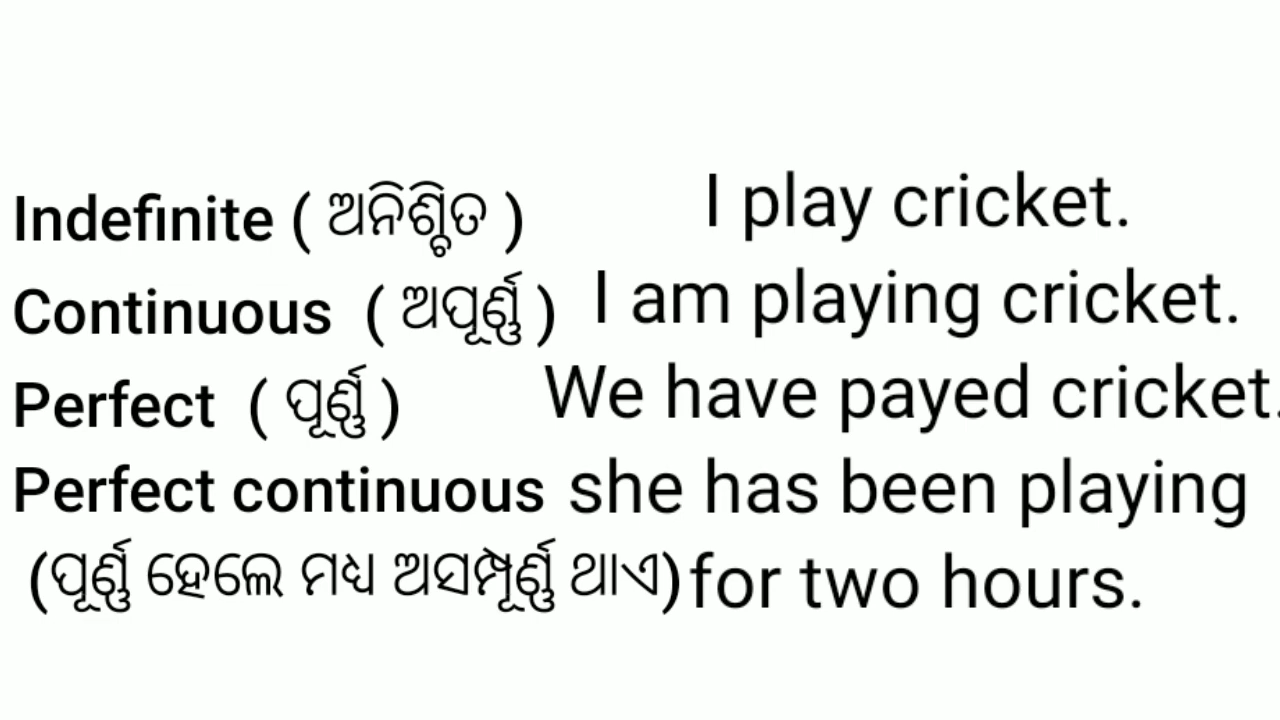 Indefinite ( ଅନିଶ୍ଚିତ ) I play cricket.
Continuous ( ଅପୂର୍ଣ୍ଣ ) I am playing cricket.
Perfect ( ପୂର୍ଣ୍ଣ ) We have payed cricket.
Perfect continuous she has been playing
(ପୂର୍ଣ୍ଣ ହେଲେ ମଧ୍ୟ ଅସମ୍ପୂର୍ଣ୍ଣ ଥାଏ) for two hours.